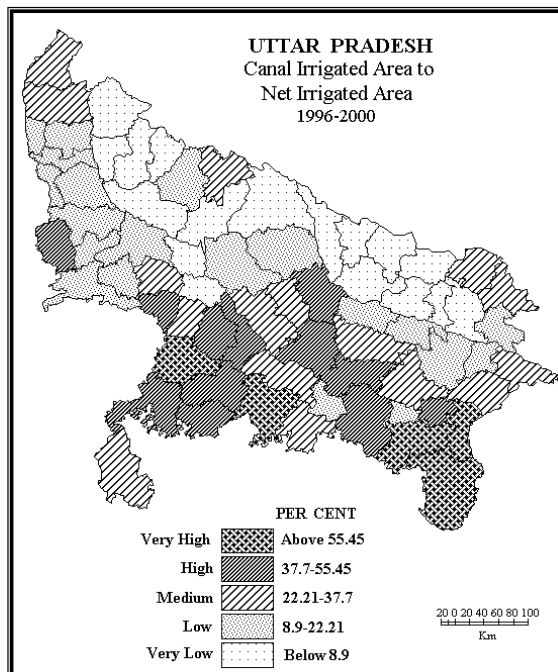 UTTAR PRADESH
Canal Irrigated Area to
Net Irrigated Area
1996-2000
PER CENT
Very High Above 55.45
High 37.7-55.45
Medium 22.21-37.7
Low 8.9-22.21
Very Low Below 8.9
20 0 20 40 60 80 100
Km